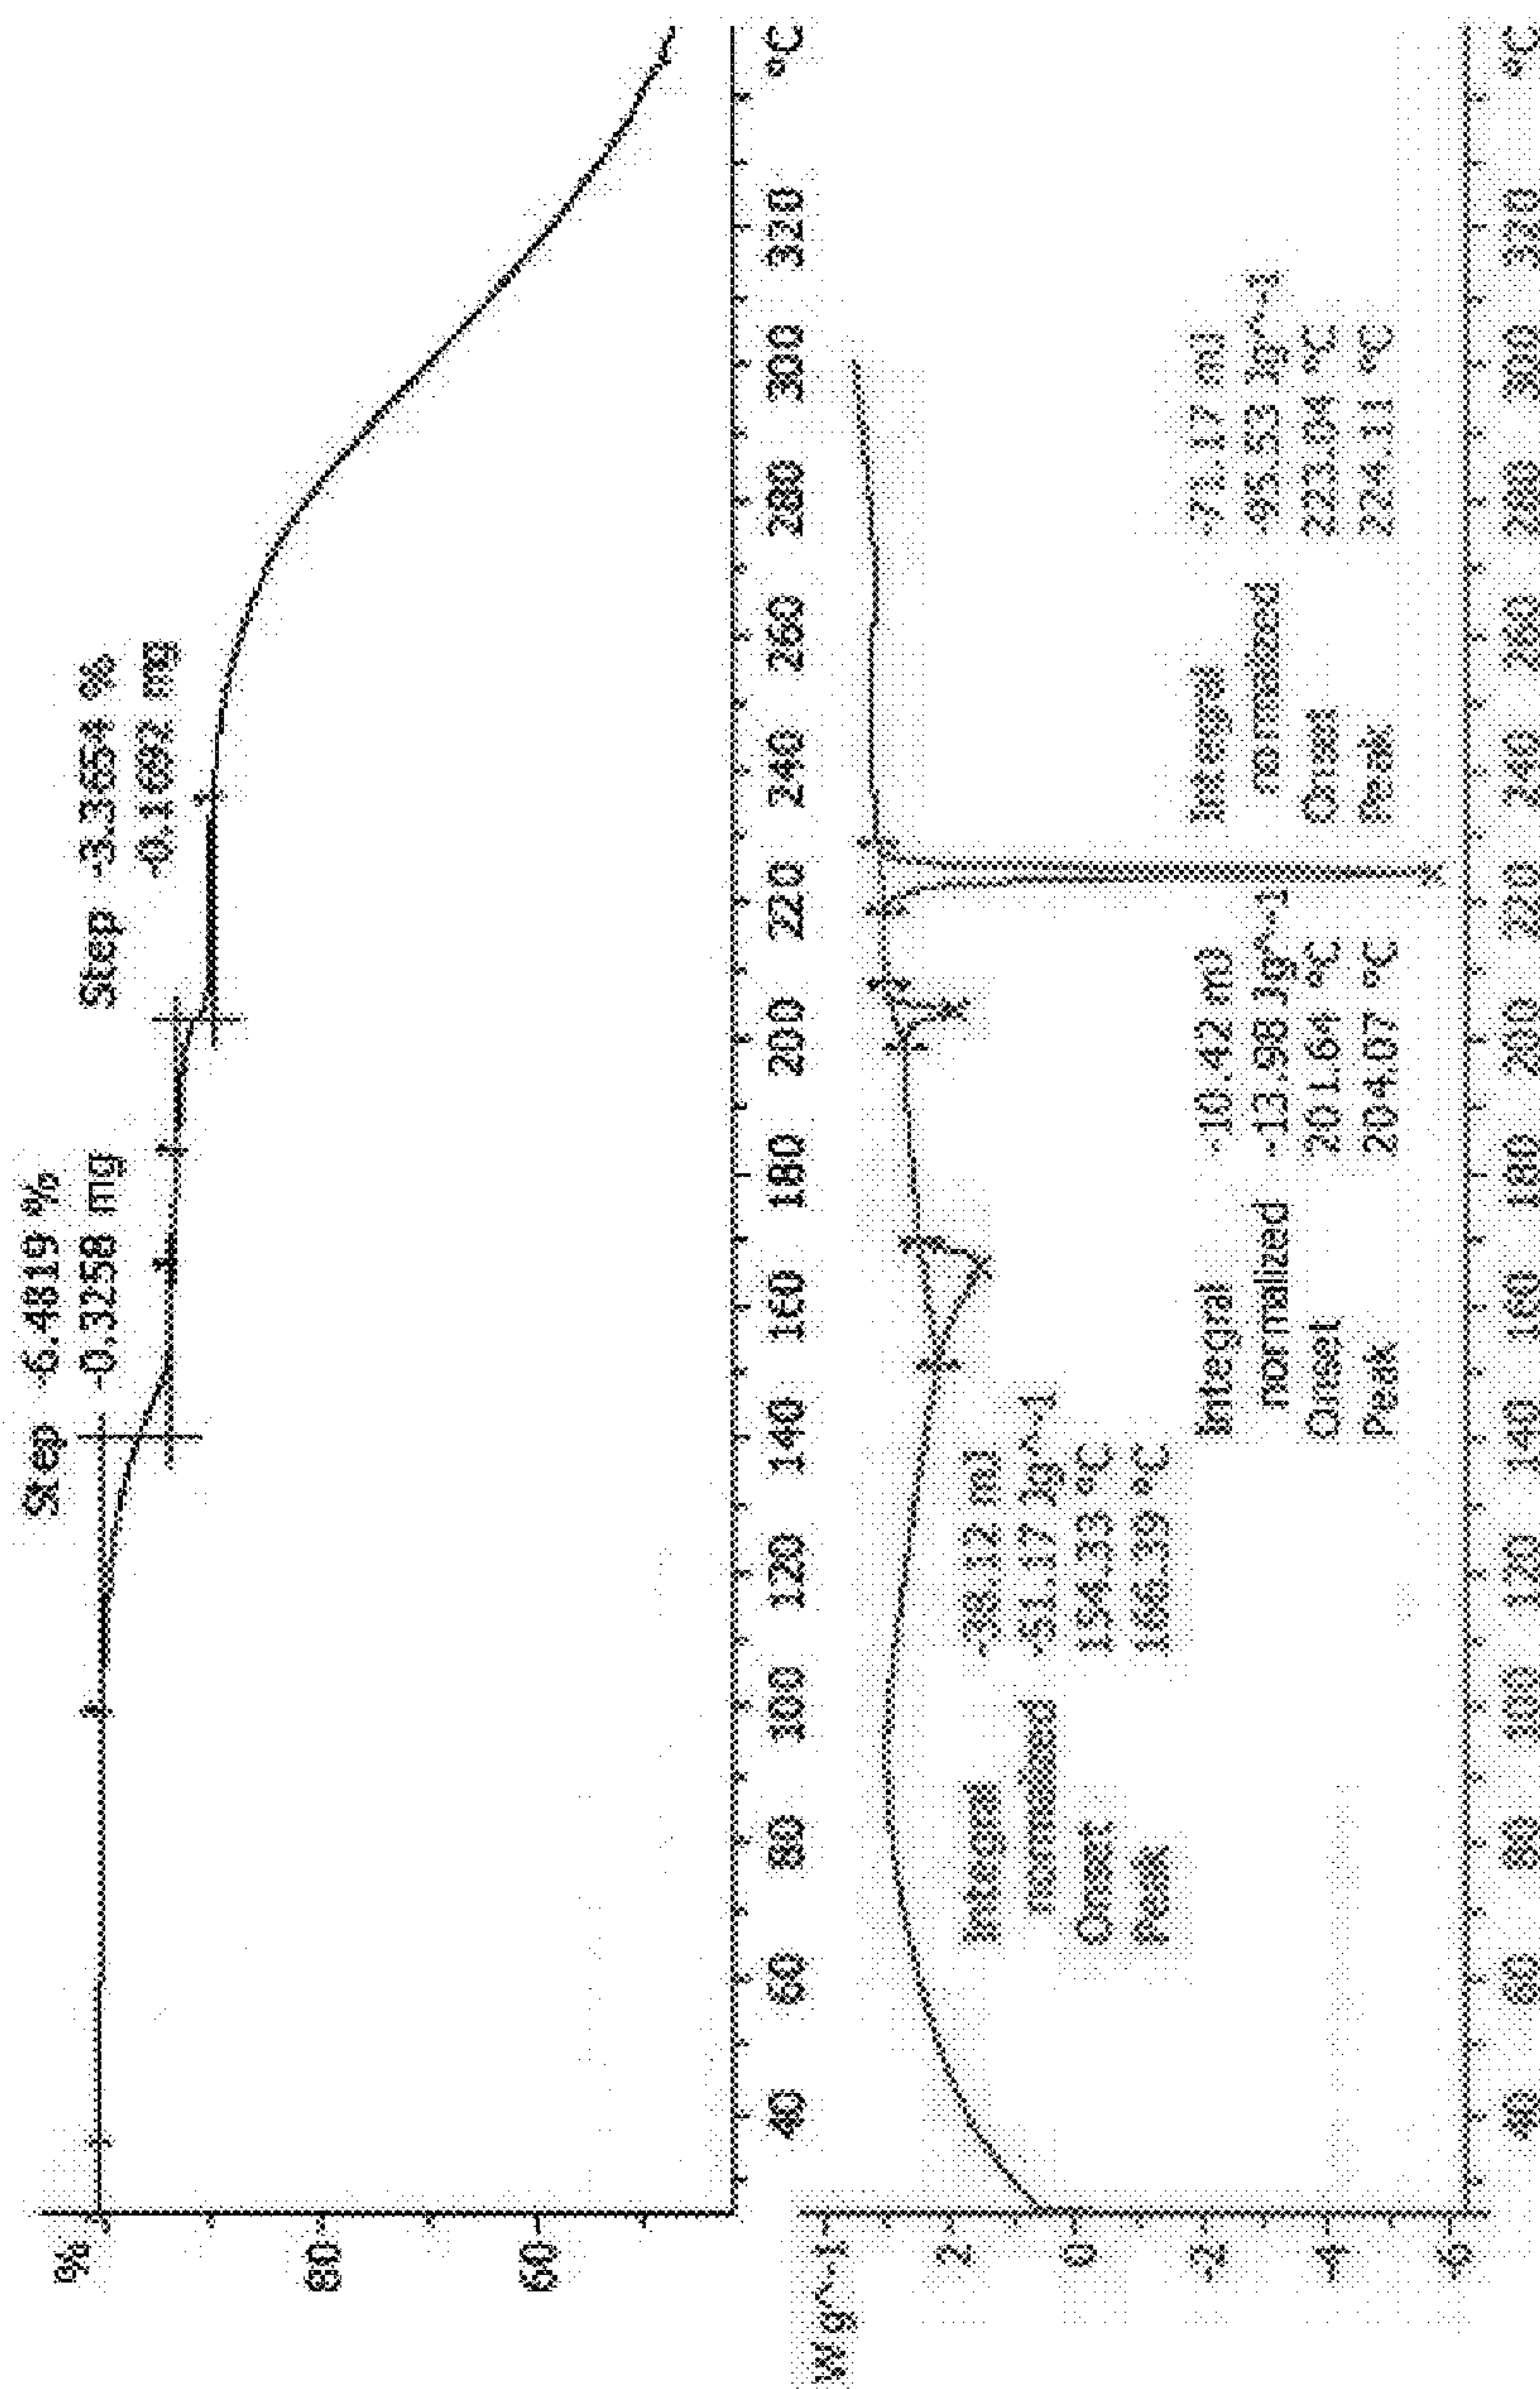 %
Step -6.4819 %
-0.3258 mg
Step -3.3654 %
-0.1692 mg
80
60
40 60 80 100 120 140 160 180 200 220 240 260 280 300 320 °C
Wg^-1
2
0
-2
-4
-6
Integral -38.12 mJ
normalized -51.17 Jg^-1
Onset 154.33 °C
Peak 166.39 °C
Integral -10.42 mJ
normalized -13.98 Jg^-1
Onset 201.64 °C
Peak 204.07 °C
Integral -71.17 mJ
normalized -95.53 Jg^-1
Onset 223.04 °C
Peak 224.11 °C
40 60 80 100 120 140 160 180 200 220 240 260 280 300 320 °C